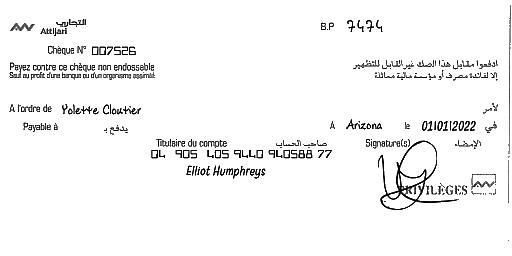 التجاري
Attijari
B.P 7474
Chèque N° 007526
Payez contre ce chèque non endossable
Sauf au profit d'une banque ou d'un organisme assimilé
ادفعوا مقابل هذا الصك غير القابل للتظهير
إلا لفائدة مصرف أو مؤسسة مالية مماثلة
A l'ordre de Yolette Cloutier
لأمر
Payable à يدفع بـ
A Arizona le 01/01/2022 في
Titulaire du compte صاحب الحساب
Signature(s) الإمضاء
04 905 405 9440 940588 77
Elliot Humphreys
PRIVILÈGES